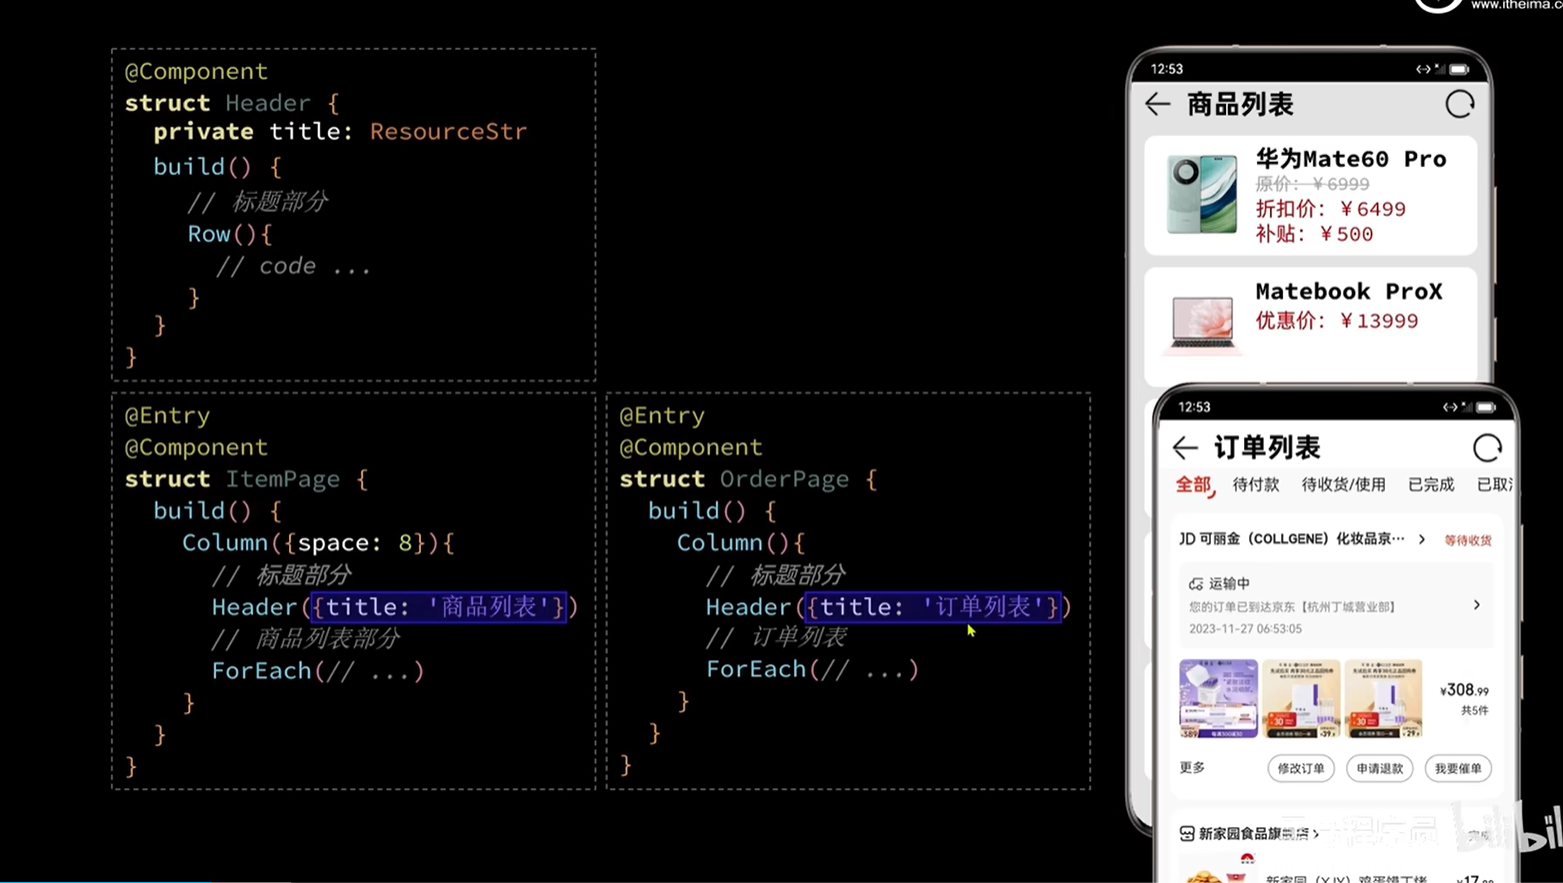 www.itheima.c
@Component
struct Header {
private title: ResourceStr
build() {
// 标题部分
Row(){
// code ...
}
}
}
@Entry
@Component
struct ItemPage {
build() {
Column({space: 8}){
// 标题部分
Header({title: '商品列表'})
// 商品列表部分
ForEach(// ...)
}
}
}
@Entry
@Component
struct OrderPage {
build() {
Column(){
// 标题部分
Header({title: '订单列表'})
// 订单列表
ForEach(// ...)
}
}
}
12:53
商品列表
华为Mate60 Pro
原价: ￥6999
折扣价: ￥6499
补贴: ￥500
Matebook ProX
优惠价: ￥13999
12:53
订单列表
全部 待付款 待收货/使用 已完成 已取
JD 可丽金（COLLGENE）化妆品京… 等待收货
运输中
您的订单已到达京东【杭州丁城营业部】
2023-11-27 06:53:05
¥308.99
共5件
更多 修改订单 申请退款 我要催单
新家园食品旗舰店
bilibil